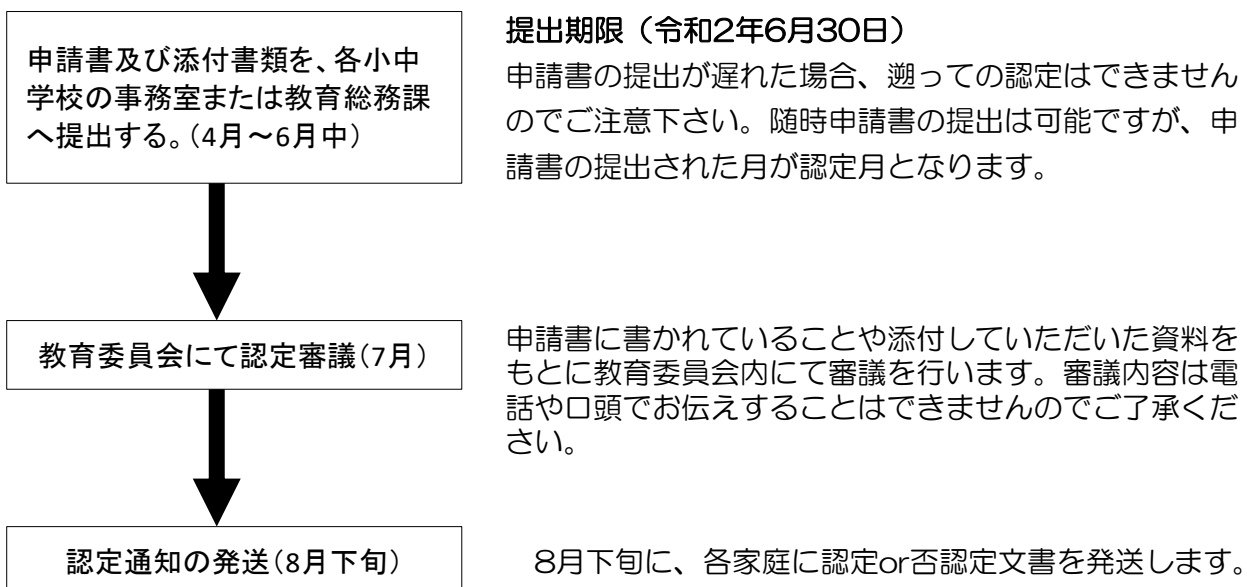 申請書及び添付書類を、各小中
学校の事務室または教育総務課
へ提出する。（4月～6月中）
提出期限（令和2年6月30日）
申請書の提出が遅れた場合、遡っての認定はできません
のでご注意下さい。随時申請書の提出は可能ですが、申
請書の提出された月が認定月となります。
教育委員会にて認定審議（7月）
申請書に書かれていることや添付していただいた資料を
もとに教育委員会内にて審議を行います。審議内容は電
話や口頭でお伝えすることはできませんのでご了承くだ
さい。
認定通知の発送（8月下旬）
8月下旬に、各家庭に認定or否認定文書を発送します。